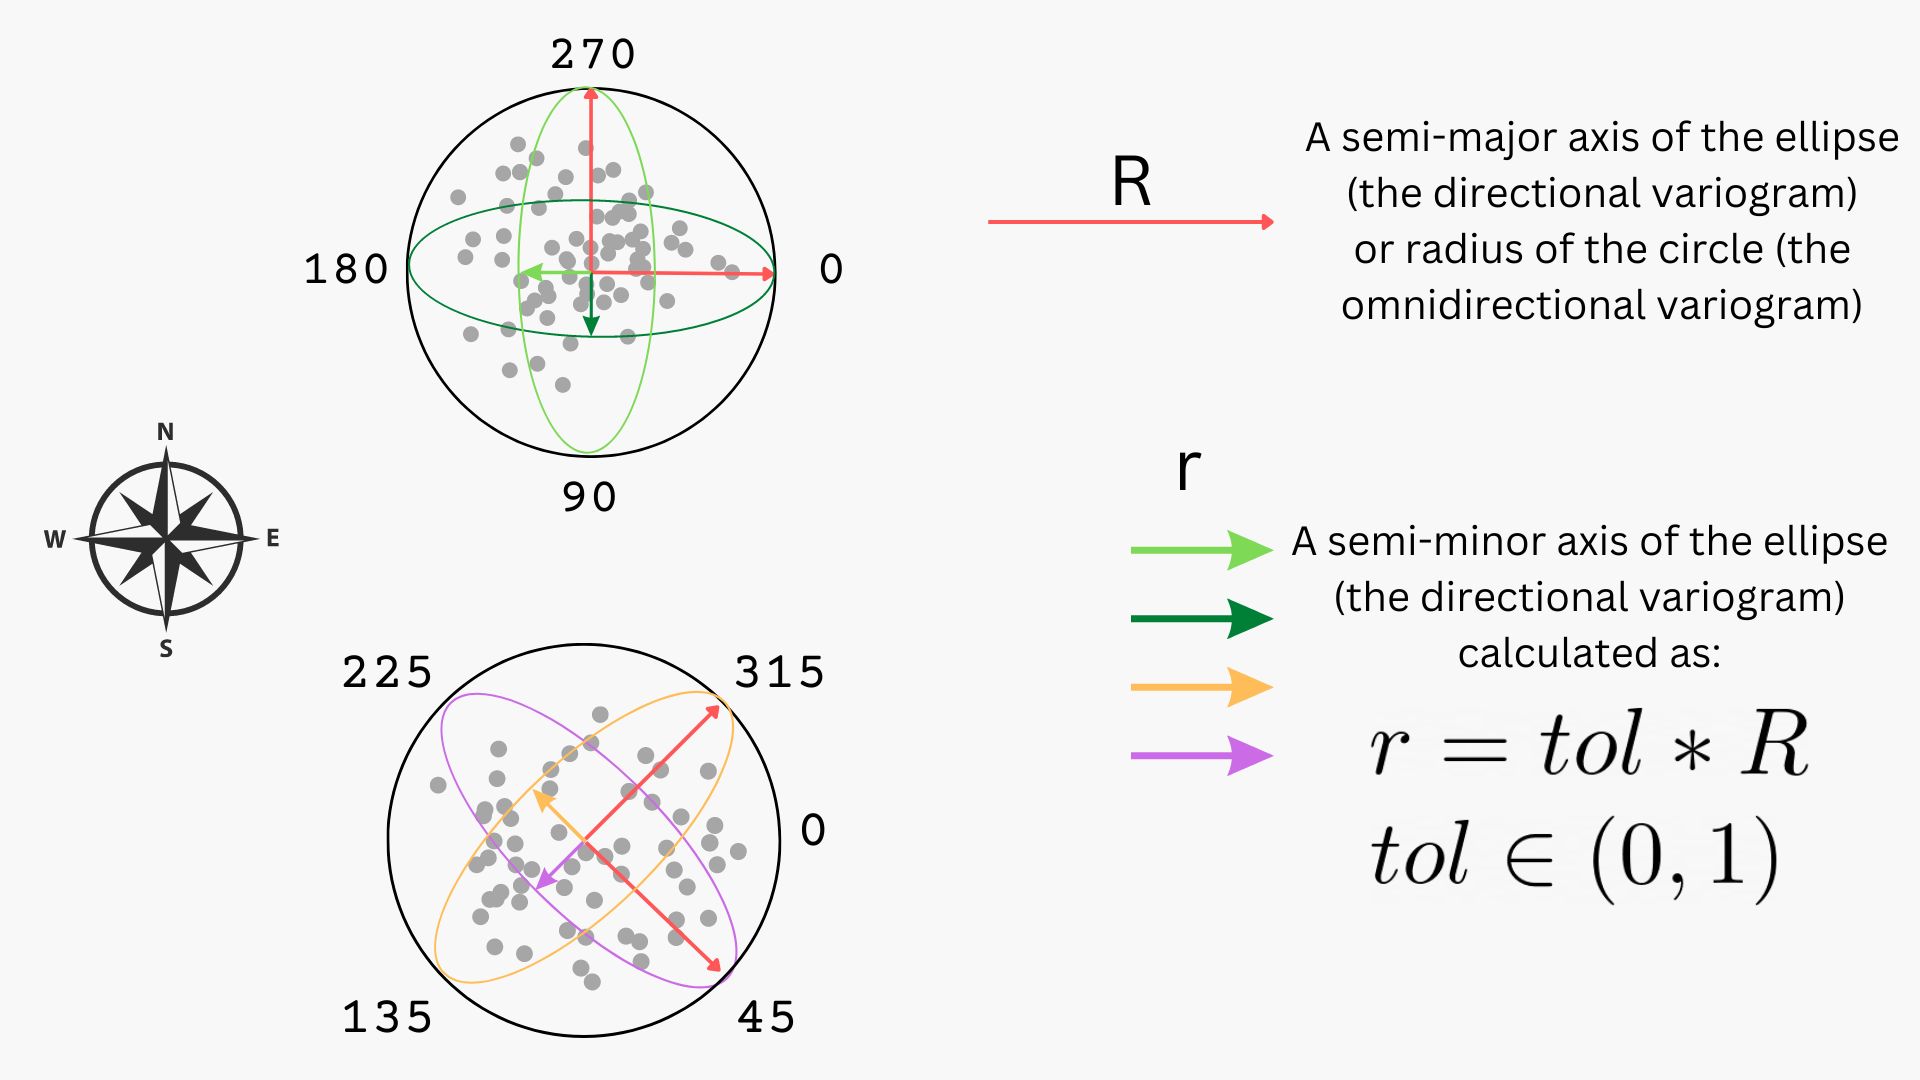 270
180
0
90
N
W
E
S
225
315
0
135
45
R
A semi-major axis of the ellipse
(the directional variogram)
or radius of the circle (the
omnidirectional variogram)
r
A semi-minor axis of the ellipse
(the directional variogram)
calculated as:
r = tol * R
tol ∈ (0, 1)